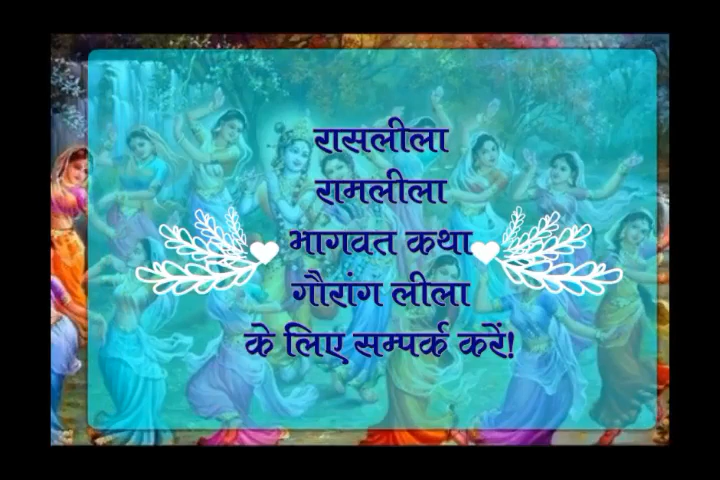 रासलीला
रामलीला
भागवत कथा
गौरांग लीला
के लिए सम्पर्क करें!